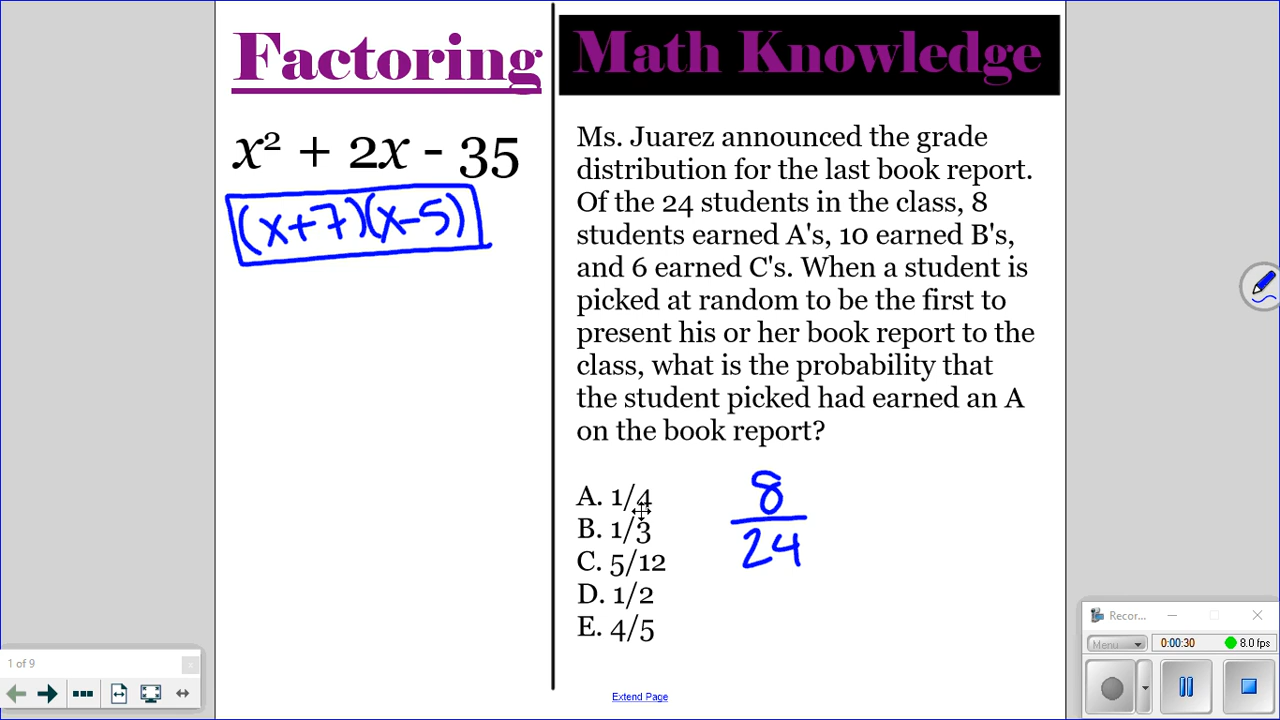 Factoring
x² + 2x - 35
(x+7)(x-5)
Math Knowledge
Ms. Juarez announced the grade
distribution for the last book report.
Of the 24 students in the class, 8
students earned A's, 10 earned B's,
and 6 earned C's. When a student is
picked at random to be the first to
present his or her book report to the
class, what is the probability that
the student picked had earned an A
on the book report?
A. 1/4
B. 1/3
C. 5/12
D. 1/2
E. 4/5
8
24
Extend Page
1 of 9
x
Recor...
Menu
0:00:30
8.0 fps